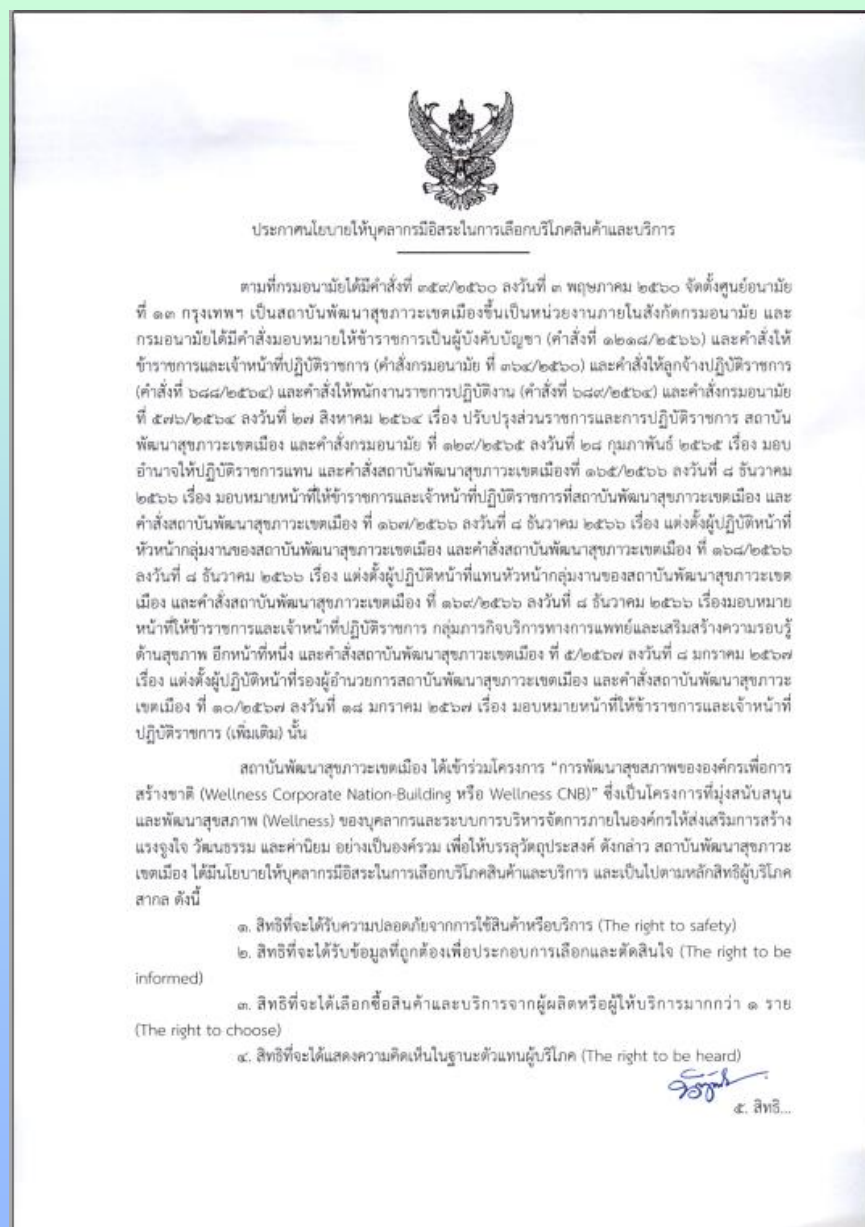 ประกาศนโยบายให้บุคลากรมีอิสระในการเลือกบริโภคสินค้าและบริการ
ตามที่กรมอนามัยได้มีคำสั่งที่ ๓๕๙/๒๕๖๐ ลงวันที่ ๓ พฤษภาคม ๒๕๖๐ จัดตั้งศูนย์อนามัย
ที่ ๑๓ กรุงเทพฯ เป็นสถาบันพัฒนาสุขภาวะเขตเมืองขึ้นเป็นหน่วยงานภายในสังกัดกรมอนามัย และ
กรมอนามัยได้มีคำสั่งมอบหมายให้ข้าราชการเป็นผู้บังคับบัญชา (คำสั่งที่ ๑๒๑๘/๒๕๖๖) และคำสั่งให้
ข้าราชการและเจ้าหน้าที่ปฏิบัติราชการ (คำสั่งกรมอนามัย ที่ ๓๖๔/๒๕๖๐) และคำสั่งให้ลูกจ้างปฏิบัติราชการ
(คำสั่งที่ ๖๘๘/๒๕๖๔) และคำสั่งให้พนักงานราชการปฏิบัติงาน (คำสั่งที่ ๖๘๙/๒๕๖๔) และคำสั่งกรมอนามัย
ที่ ๕๗๖/๒๕๖๔ ลงวันที่ ๒๗ สิงหาคม ๒๕๖๔ เรื่อง ปรับปรุงส่วนราชการและการปฏิบัติราชการ สถาบัน
พัฒนาสุขภาวะเขตเมือง และคำสั่งกรมอนามัย ที่ ๑๒๙/๒๕๖๕ ลงวันที่ ๒๘ กุมภาพันธ์ ๒๕๖๕ เรื่อง มอบ
อำนาจให้ปฏิบัติราชการแทน และคำสั่งสถาบันพัฒนาสุขภาวะเขตเมืองที่ ๑๖๕/๒๕๖๖ ลงวันที่ ๘ ธันวาคม
๒๕๖๖ เรื่อง มอบหมายหน้าที่ให้ข้าราชการและเจ้าหน้าที่ปฏิบัติราชการที่สถาบันพัฒนาสุขภาวะเขตเมือง และ
คำสั่งสถาบันพัฒนาสุขภาวะเขตเมือง ที่ ๑๖๗/๒๕๖๖ ลงวันที่ ๘ ธันวาคม ๒๕๖๖ เรื่อง แต่งตั้งผู้ปฏิบัติหน้าที่
หัวหน้ากลุ่มงานของสถาบันพัฒนาสุขภาวะเขตเมือง และคำสั่งสถาบันพัฒนาสุขภาวะเขตเมือง ที่ ๑๖๘/๒๕๖๖
ลงวันที่ ๘ ธันวาคม ๒๕๖๖ เรื่อง แต่งตั้งผู้ปฏิบัติหน้าที่แทนหัวหน้ากลุ่มงานของสถาบันพัฒนาสุขภาวะเขต
เมือง และคำสั่งสถาบันพัฒนาสุขภาวะเขตเมือง ที่ ๑๖๙/๒๕๖๖ ลงวันที่ ๘ ธันวาคม ๒๕๖๖ เรื่องมอบหมาย
หน้าที่ให้ข้าราชการและเจ้าหน้าที่ปฏิบัติราชการ กลุ่มภารกิจบริการทางการแพทย์และเสริมสร้างความรอบรู้
ด้านสุขภาพ อีกหน้าที่หนึ่ง และคำสั่งสถาบันพัฒนาสุขภาวะเขตเมือง ที่ ๕/๒๕๖๗ ลงวันที่ ๘ มกราคม ๒๕๖๗
เรื่อง แต่งตั้งผู้ปฏิบัติหน้าที่รองผู้อำนวยการสถาบันพัฒนาสุขภาวะเขตเมือง และคำสั่งสถาบันพัฒนาสุขภาวะ
เขตเมือง ที่ ๑๐/๒๕๖๗ ลงวันที่ ๑๘ มกราคม ๒๕๖๗ เรื่อง มอบหมายหน้าที่ให้ข้าราชการและเจ้าหน้าที่
ปฏิบัติราชการ (เพิ่มเติม) นั้น
สถาบันพัฒนาสุขภาวะเขตเมือง ได้เข้าร่วมโครงการ “การพัฒนาสุขสภาพขององค์กรเพื่อการ
สร้างชาติ (Wellness Corporate Nation-Building หรือ Wellness CNB)” ซึ่งเป็นโครงการที่มุ่งสนับสนุน
และพัฒนาสุขสภาพ (Wellness) ของบุคลากรและระบบการบริหารจัดการภายในองค์กรให้ส่งเสริมการสร้าง
แรงจูงใจ วัฒนธรรม และค่านิยม อย่างเป็นองค์รวม เพื่อให้บรรลุวัตถุประสงค์ ดังกล่าว สถาบันพัฒนาสุขภาวะ
เขตเมือง ได้มีนโยบายให้บุคลากรมีอิสระในการเลือกบริโภคสินค้าและบริการ และเป็นไปตามหลักสิทธิผู้บริโภค
สากล ดังนี้
๑. สิทธิที่จะได้รับความปลอดภัยจากการใช้สินค้าหรือบริการ (The right to safety)
๒. สิทธิที่จะได้รับข้อมูลที่ถูกต้องเพื่อประกอบการเลือกและตัดสินใจ (The right to be
informed)
๓. สิทธิที่จะได้เลือกซื้อสินค้าและบริการจากผู้ผลิตหรือผู้ให้บริการมากกว่า ๑ ราย
(The right to choose)
๔. สิทธิที่จะได้แสดงความคิดเห็นในฐานะตัวแทนผู้บริโภค (The right to be heard)
๕. สิทธิ...